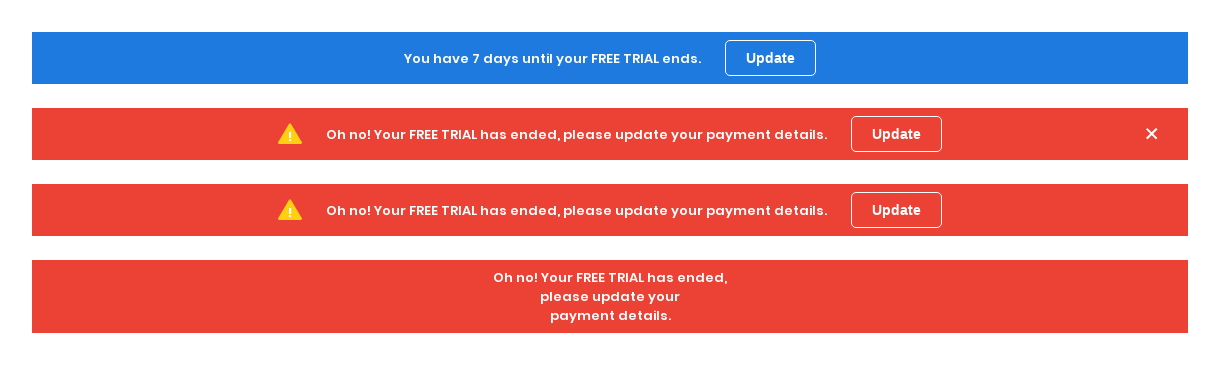 You have 7 days until your FREE TRIAL ends. Update
Oh no! Your FREE TRIAL has ended, please update your payment details. Update
Oh no! Your FREE TRIAL has ended, please update your payment details. Update
Oh no! Your FREE TRIAL has ended,
please update your
payment details.